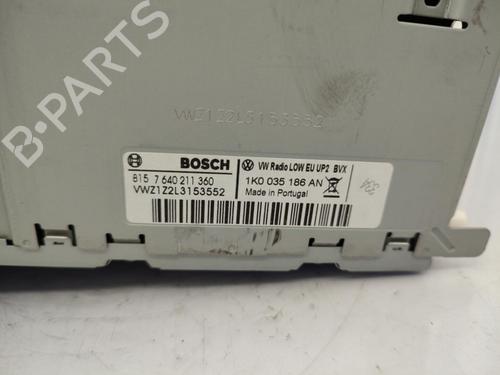 VWZ1Z2L3153552
BOSCH
815 7 640 211 360
VWZ1Z2L3153552
VW Radio LOW EU UP2 BVX
1K0 035 186 AN
Made in Portugal
B-PARTS